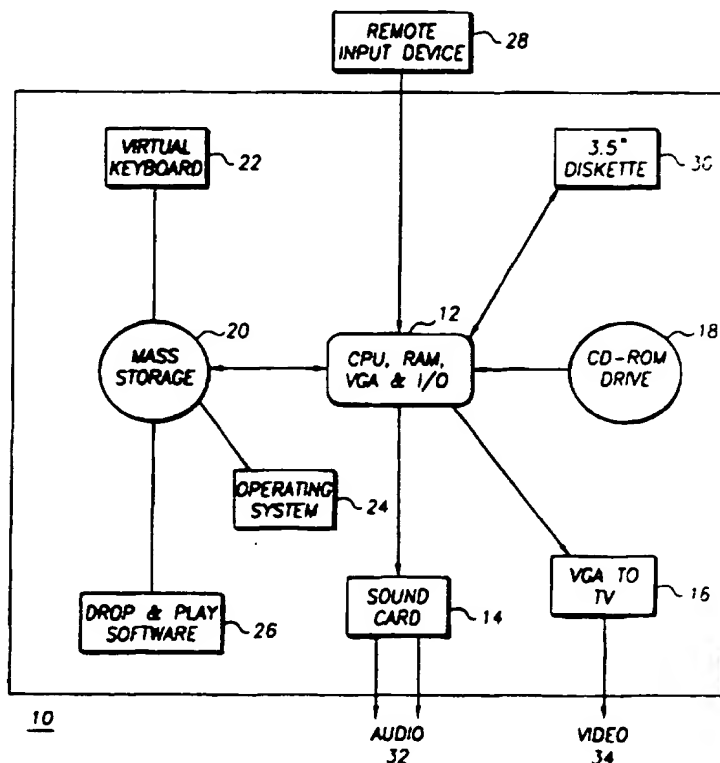 REMOTE
INPUT DEVICE
28
VIRTUAL
KEYBOARD
22
3.5"
DISKETTE
30
12
20
MASS
STORAGE
CPU, RAM,
VGA & I/O
18
CD-ROM
DRIVE
OPERATING
SYSTEM
24
DROP & PLAY
SOFTWARE
26
SOUND
CARD
14
VGA TO
TV
16
10
AUDIO
32
VIDEO
34